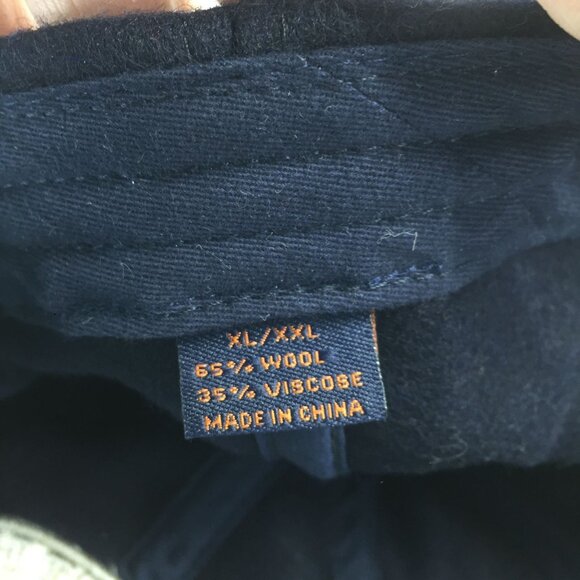 XL/XXL
65% WOOL
35% VISCOSE
MADE IN CHINA